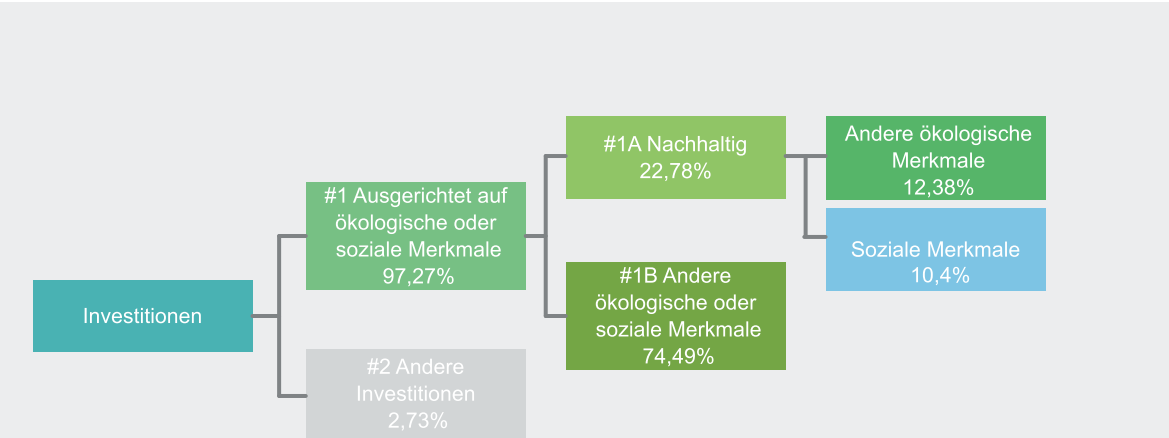 Investitionen
#1 Ausgerichtet auf
ökologische oder
soziale Merkmale
97,27%
#2 Andere
Investitionen
2,73%
#1A Nachhaltig
22,78%
#1B Andere
ökologische oder
soziale Merkmale
74,49%
Andere ökologische
Merkmale
12,38%
Soziale Merkmale
10,4%